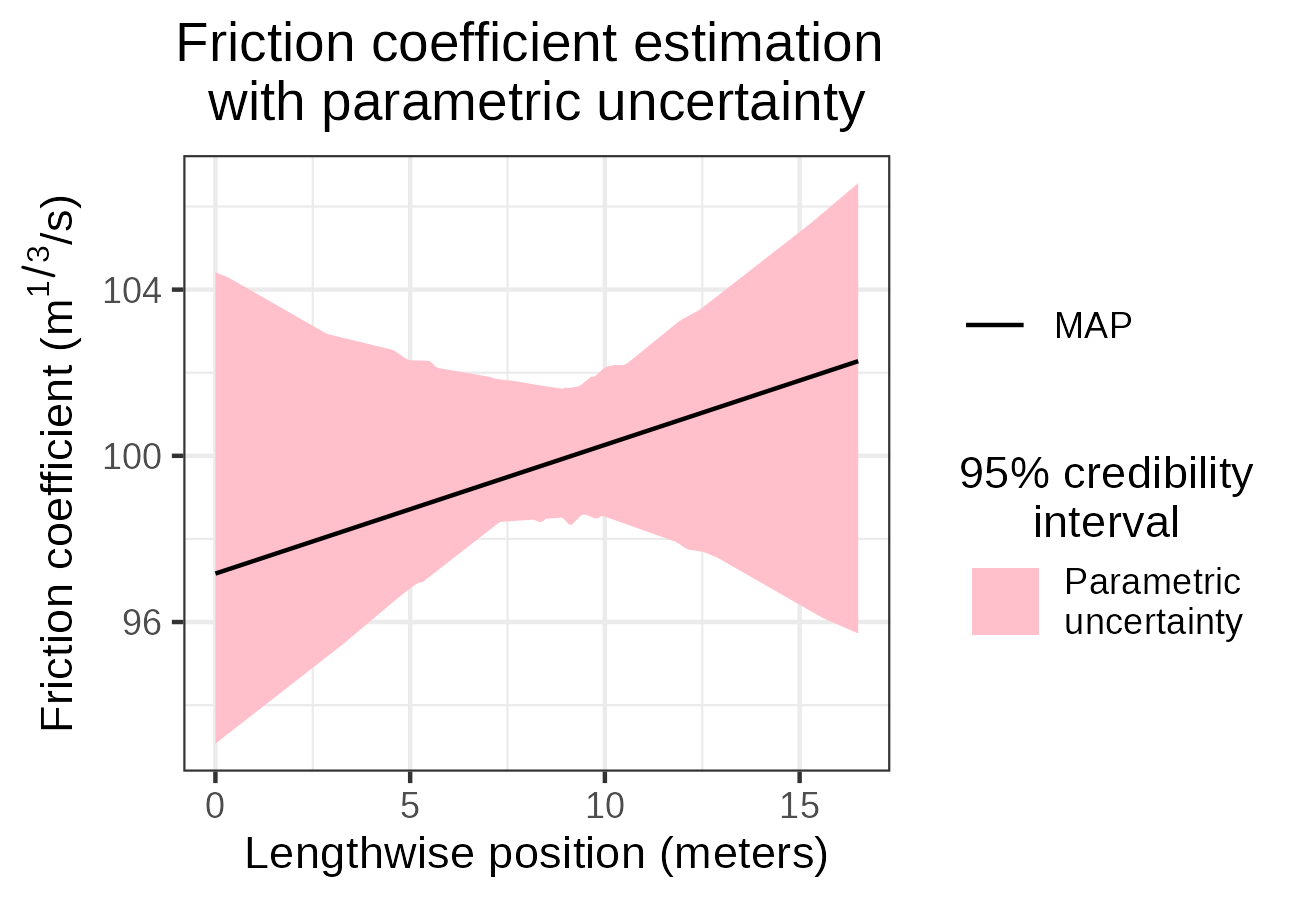 Friction coefficient estimation
with parametric uncertainty
Friction coefficient (m^1/3/s)
104
100
96
0 5 10 15
Lengthwise position (meters)
MAP
95% credibility
interval
Parametric
uncertainty